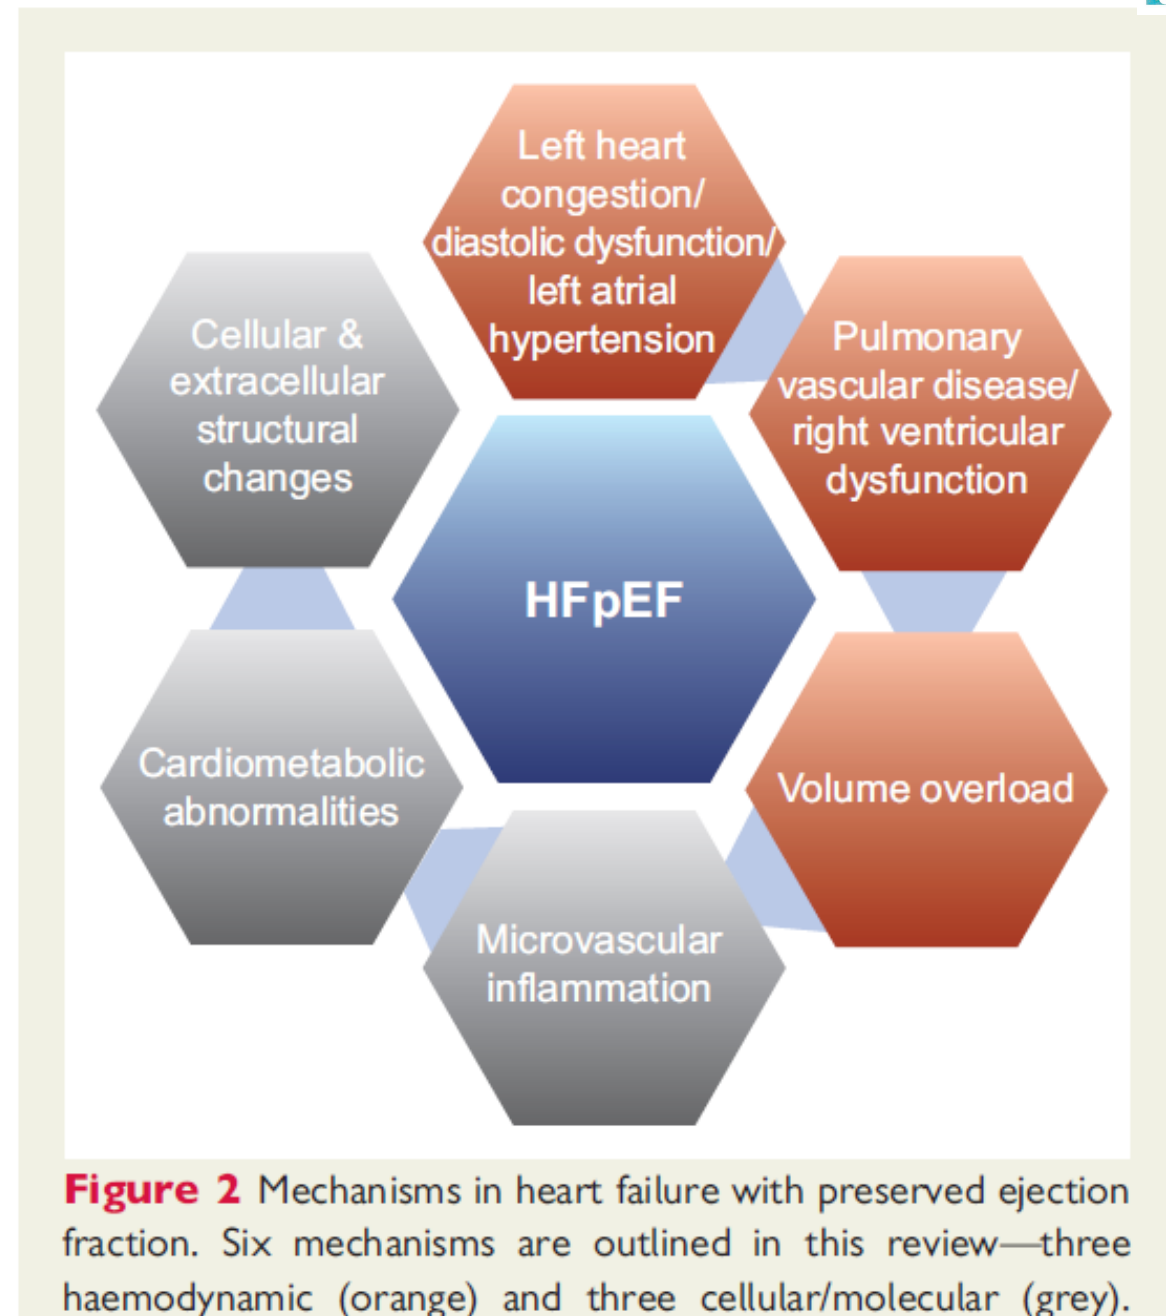 Left heart
congestion/
diastolic dysfunction/
left atrial
hypertension
Pulmonary
vascular disease/
right ventricular
dysfunction
Volume overload
Microvascular
inflammation
Cardiometabolic
abnormalities
Cellular &
extracellular
structural
changes
HFpEF
Figure 2 Mechanisms in heart failure with preserved ejection
fraction. Six mechanisms are outlined in this review—three
haemodynamic (orange) and three cellular/molecular (grey).